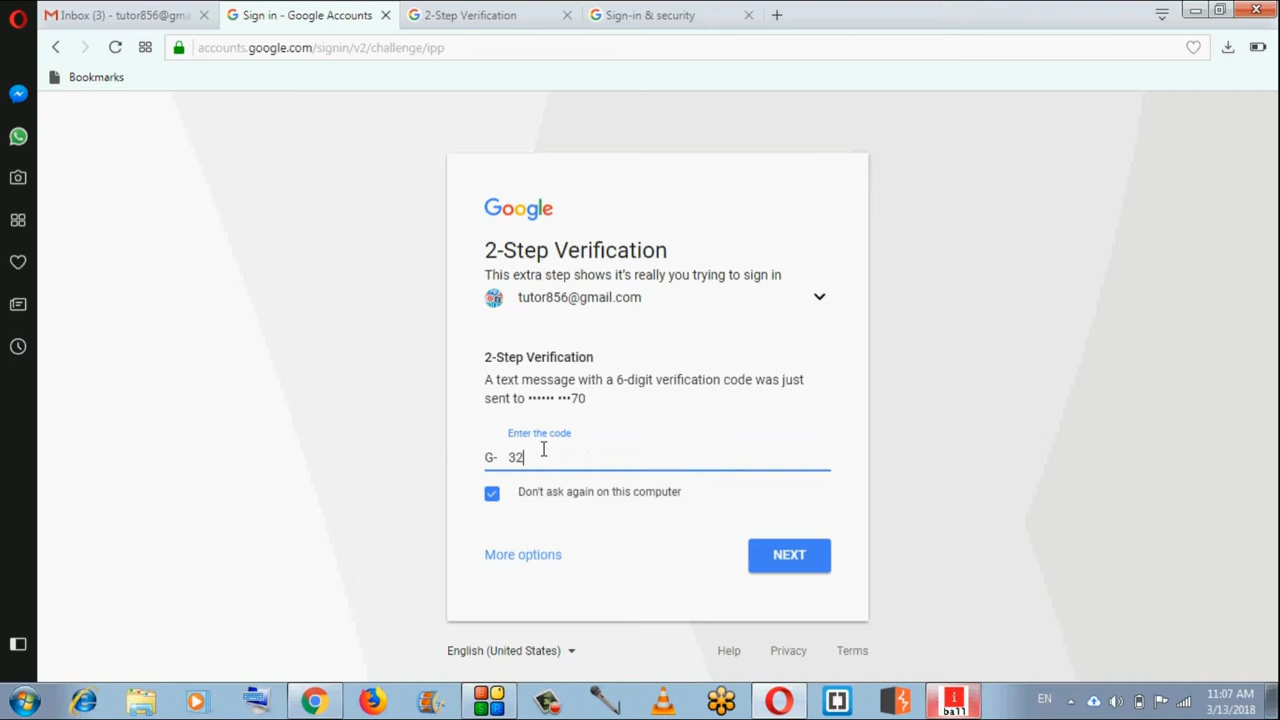 Inbox (3) - tutor856@gma
Sign in - Google Accounts
2-Step Verification
Sign-in & security
accounts.google.com/signin/v2/challenge/ipp
Bookmarks
Google
2-Step Verification
This extra step shows it's really you trying to sign in
tutor856@gmail.com
2-Step Verification
A text message with a 6-digit verification code was just
sent to •••••• •••70
Enter the code
G- 32
Don't ask again on this computer
More options
NEXT
English (United States)
Help
Privacy
Terms
i
ball
EN
11:07 AM
3/13/2018